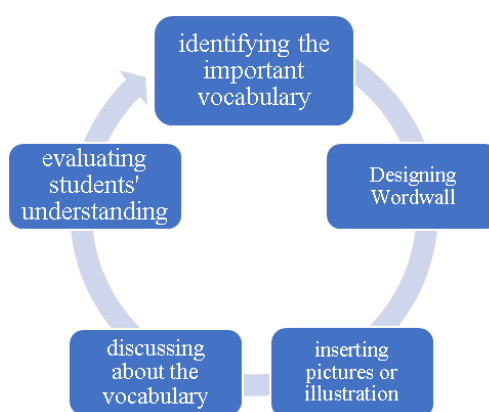 identifying the
important
vocabulary
Designing
Wordwall
inserting
pictures or
illustration
discussing
about the
vocabulary
evaluating
students'
understanding